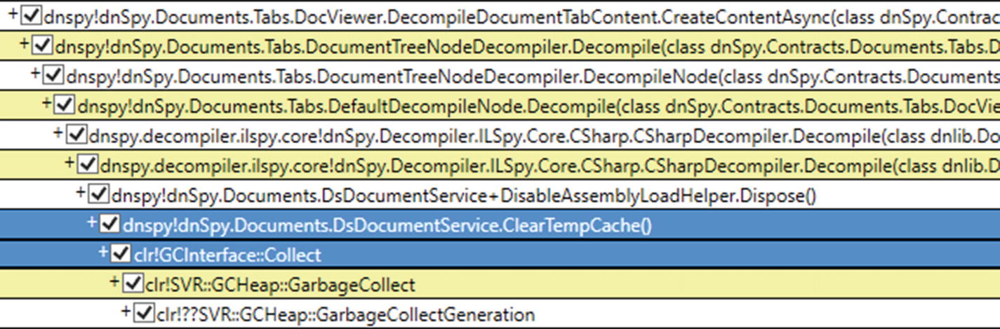 + dnspy!dnSpy.Documents.Tabs.DocViewer.DecompileDocumentTabContent.CreateContentAsync(class dnSpy.Contrac
+ dnspy!dnSpy.Documents.Tabs.DocumentTreeNodeDecompiler.Decompile(class dnSpy.Contracts.Documents.Tabs.D
+ dnspy!dnSpy.Documents.Tabs.DocumentTreeNodeDecompiler.DecompileNode(class dnSpy.Contracts.Documents
+ dnspy!dnSpy.Documents.Tabs.DefaultDecompileNode.Decompile(class dnSpy.Contracts.Documents.Tabs.DocVie
+ dnspy.decompiler.ilspy.core!dnSpy.Decompiler.ILSpy.Core.CSharp.CSharpDecompiler.Decompile(class dnlib.Do
+ dnspy.decompiler.ilspy.core!dnSpy.Decompiler.ILSpy.Core.CSharp.CSharpDecompiler.Decompile(class dnlib.D
+ dnspy!dnSpy.Documents.DsDocumentService+DisableAssemblyLoadHelper.Dispose()
+ dnspy!dnSpy.Documents.DsDocumentService.ClearTempCache()
+ clr!GCInterface::Collect
+ clr!SVR::GCHeap::GarbageCollect
+ clr!??SVR::GCHeap::GarbageCollectGeneration